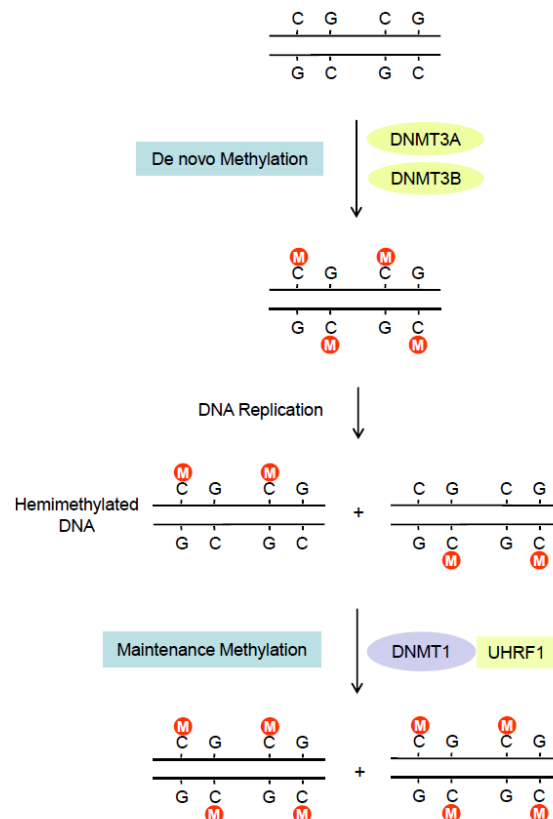 C G C G
G C G C
DNMT3A
De novo Methylation
DNMT3B
M M
C G C G
G C G C
M M
DNA Replication
M M
C G C G C G C G
Hemimethylated
DNA
+
G C G C G C G C
M M
Maintenance Methylation DNMT1 UHRF1
M M M M
C G C G C G C G
+
G C G C G C G C
M M M M